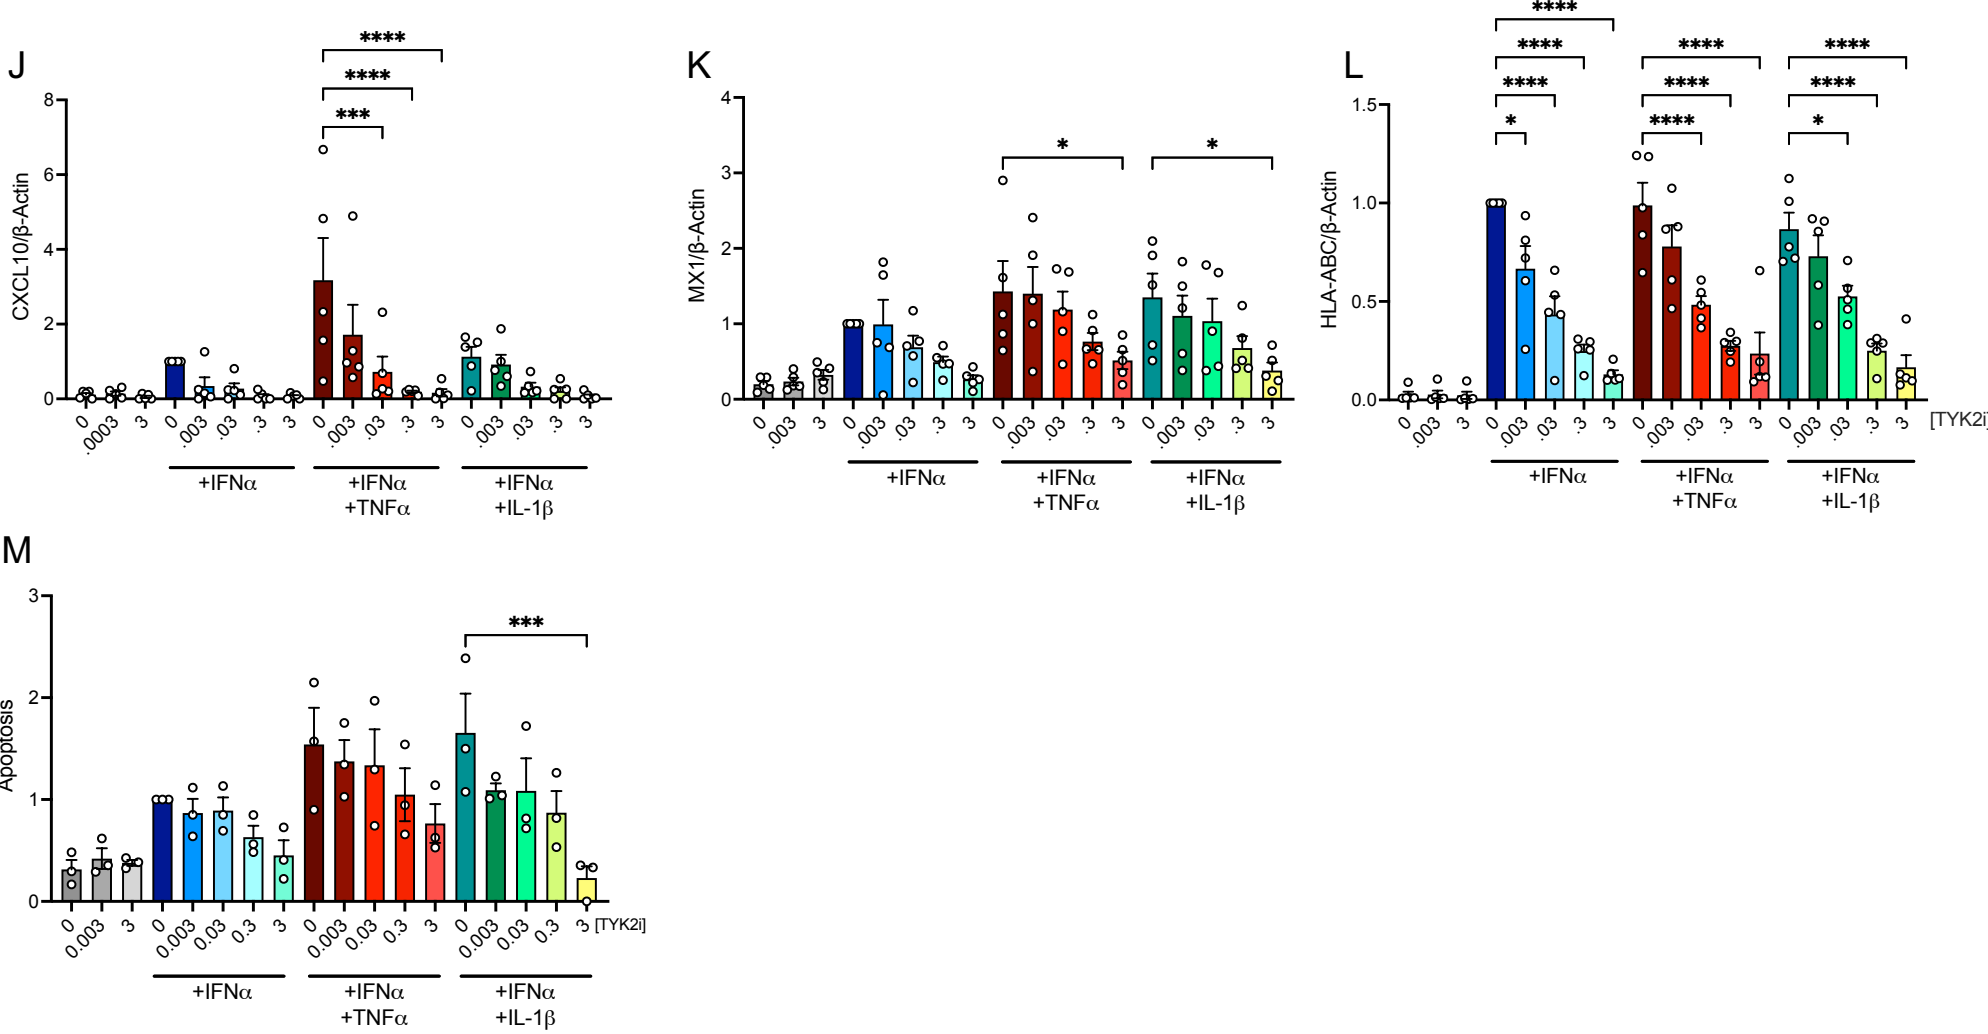 J
****
****
***
CXCL10/β-Actin
8
6
4
2
0
0 .0003 3 0 .003 .03 .3 3 0 .003 .03 .3 3 0 .003 .03 .3 3
+IFNα +IFNα +IFNα
+TNFα +IL-1β
K
* *
MX1/β-Actin
4
3
2
1
0
0 .003 3 0 .003 .03 .3 3 0 .003 .03 .3 3 0 .003 .03 .3 3
+IFNα +IFNα +IFNα
+TNFα +IL-1β
L
****
**** **** ****
**** **** ****
* **** *
HLA-ABC/β-Actin
1.5
1.0
0.5
0.0
0 .003 3 0 .003 .03 .3 3 0 .003 .03 .3 3 0 .003 .03 .3 3 [TYK2i]
+IFNα +IFNα +IFNα
+TNFα +IL-1β
M
***
Apoptosis
3
2
1
0
0 0.003 3 0 0.003 0.03 0.3 3 0 0.003 0.03 0.3 3 0 0.003 0.03 0.3 3 [TYK2i]
+IFNα +IFNα +IFNα
+TNFα +IL-1β